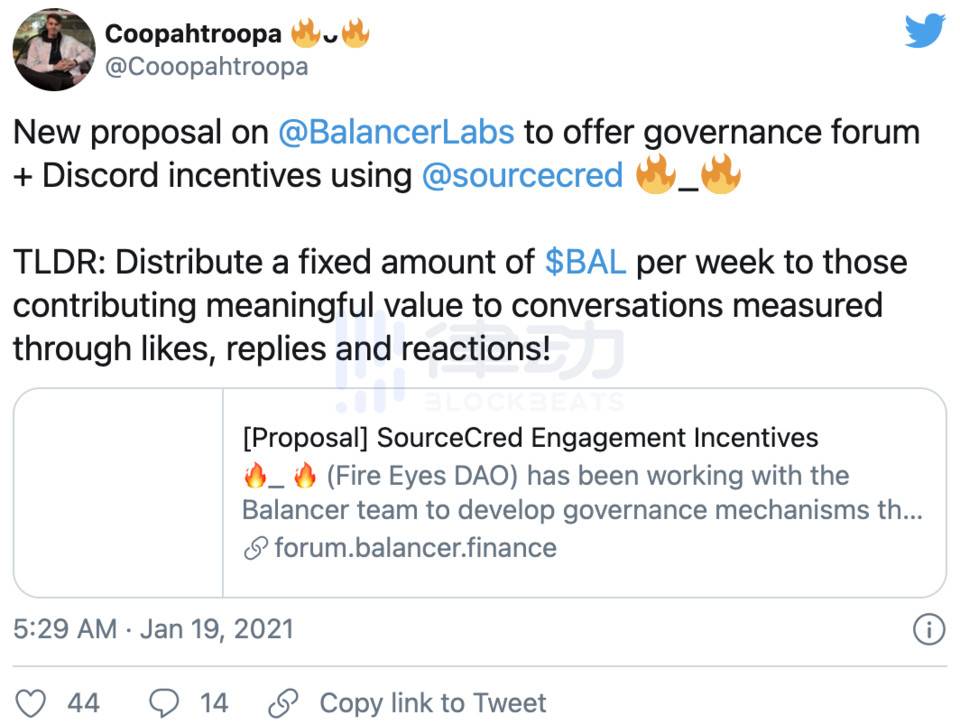 Coopahtroopa 🔥ᴗ🔥
@Cooopahtroopa
New proposal on @BalancerLabs to offer governance forum
+ Discord incentives using @sourcecred 🔥_🔥
TLDR: Distribute a fixed amount of $BAL per week to those
contributing meaningful value to conversations measured
through likes, replies and reactions!
律动
BLOCKBEATS
[Proposal] SourceCred Engagement Incentives
🔥_ 🔥 (Fire Eyes DAO) has been working with the
Balancer team to develop governance mechanisms th...
forum.balancer.finance
5:29 AM · Jan 19, 2021
44 14 Copy link to Tweet